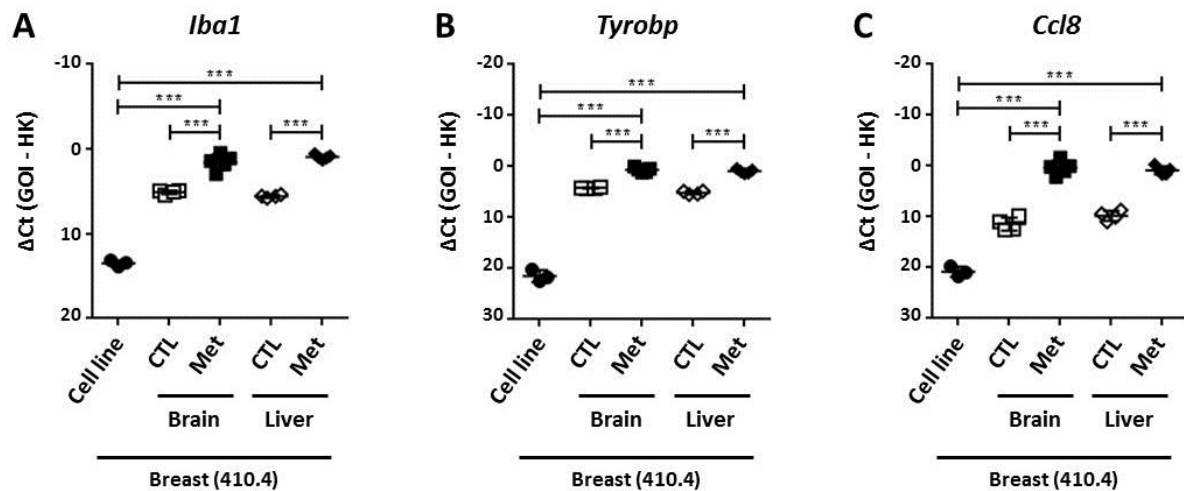 A
Iba1
ΔCt (GOI - HK)
-10
0
10
20
***
***
***
***
Cell line
CTL
Met
CTL
Met
Brain
Liver
Breast (410.4)
B
Tyrobp
ΔCt (GOI - HK)
-20
-10
0
10
20
30
***
***
***
***
Cell line
CTL
Met
CTL
Met
Brain
Liver
Breast (410.4)
C
Ccl8
ΔCt (GOI - HK)
-20
-10
0
10
20
30
***
***
***
***
Cell line
CTL
Met
CTL
Met
Brain
Liver
Breast (410.4)